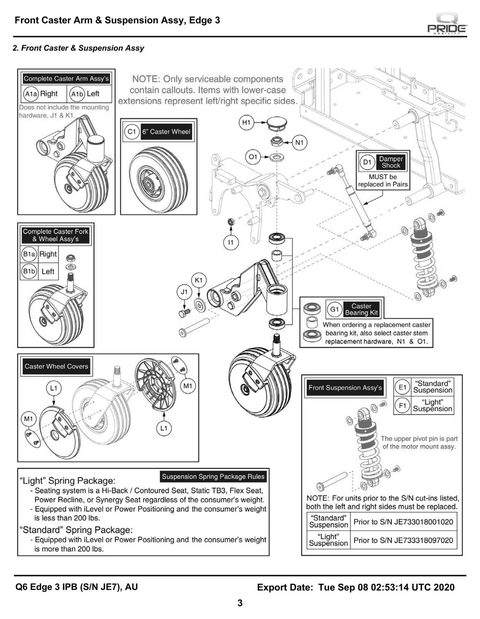 Front Caster Arm & Suspension Assy, Edge 3
PRIDE
2. Front Caster & Suspension Assy
Complete Caster Arm Assy's
A1a Right
A1b Left
Does not include the mounting
hardware, J1 & K1.
C1 6" Caster Wheel
NOTE: Only serviceable components
contain callouts. Items with lower-case
extensions represent left/right specific sides.
H1
N1
O1
D1 Damper
Shock
MUST be
replaced in Pairs
I1
Complete Caster Fork
& Wheel Assy's
B1a Right
B1b Left
K1
J1
G1 Caster
Bearing Kit
When ordering a replacement caster
bearing kit, also select caster stem
replacement hardware, N1 & O1.
Caster Wheel Covers
L1
M1
M1
L1
Front Suspension Assy's
E1 "Standard"
Suspension
F1 "Light"
Suspension
The upper pivot pin is part
of the motor mount assy.
NOTE: For units prior to the S/N cut-ins listed,
both the left and right sides must be replaced.
"Standard"
Suspension
Prior to S/N JE733018001020
"Light"
Suspension
Prior to S/N JE733318097020
Suspension Spring Package Rules
"Light" Spring Package:
- Seating system is a Hi-Back / Contoured Seat, Static TB3, Flex Seat,
Power Recline, or Synergy Seat regardless of the consumer's weight.
- Equipped with iLevel or Power Positioning and the consumer's weight
is less than 200 lbs.
"Standard" Spring Package:
- Equipped with iLevel or Power Positioning and the consumer's weight
is more than 200 lbs.
Q6 Edge 3 IPB (S/N JE7), AU
Export Date: Tue Sep 08 02:53:14 UTC 2020
3